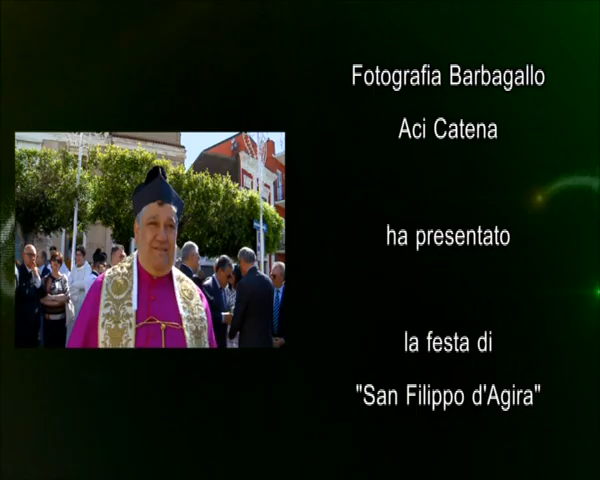 Fotografia Barbagallo
Aci Catena
ha presentato
la festa di
"San Filippo d'Agira"